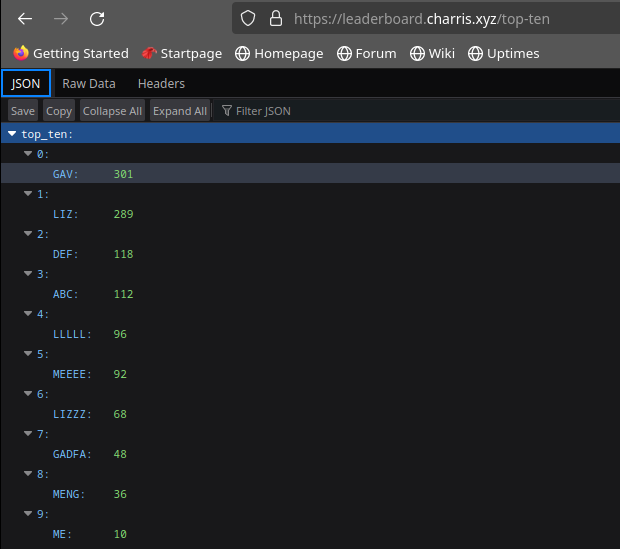 https://leaderboard.charris.xyz/top-ten
Getting Started Startpage Homepage Forum Wiki Uptimes
JSON Raw Data Headers
Save Copy Collapse All Expand All Filter JSON
top_ten:
0:
GAV: 301
1:
LIZ: 289
2:
DEF: 118
3:
ABC: 112
4:
LLLLL: 96
5:
MEEEE: 92
6:
LIZZZ: 68
7:
GADFA: 48
8:
MENG: 36
9:
ME: 10